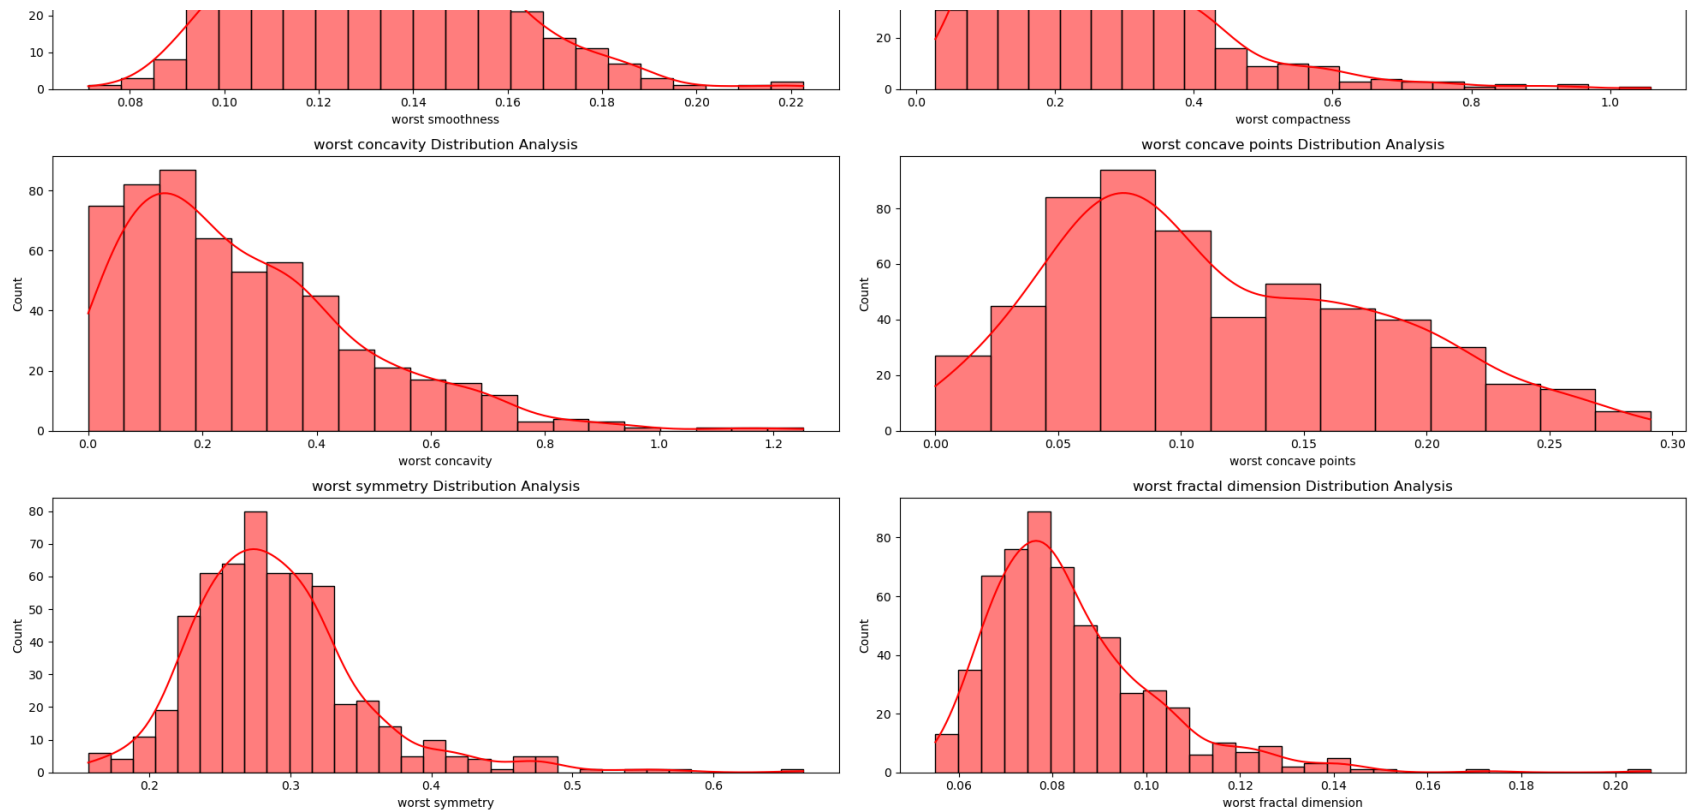 20
10
0
0.08 0.10 0.12 0.14 0.16 0.18 0.20 0.22
worst smoothness
20
0
0.0 0.2 0.4 0.6 0.8 1.0
worst compactness
worst concavity Distribution Analysis
Count
80
60
40
20
0
0.0 0.2 0.4 0.6 0.8 1.0 1.2
worst concavity
worst concave points Distribution Analysis
Count
80
60
40
20
0
0.00 0.05 0.10 0.15 0.20 0.25 0.30
worst concave points
worst symmetry Distribution Analysis
Count
80
70
60
50
40
30
20
10
0
0.2 0.3 0.4 0.5 0.6
worst symmetry
worst fractal dimension Distribution Analysis
Count
80
60
40
20
0
0.06 0.08 0.10 0.12 0.14 0.16 0.18 0.20
worst fractal dimension